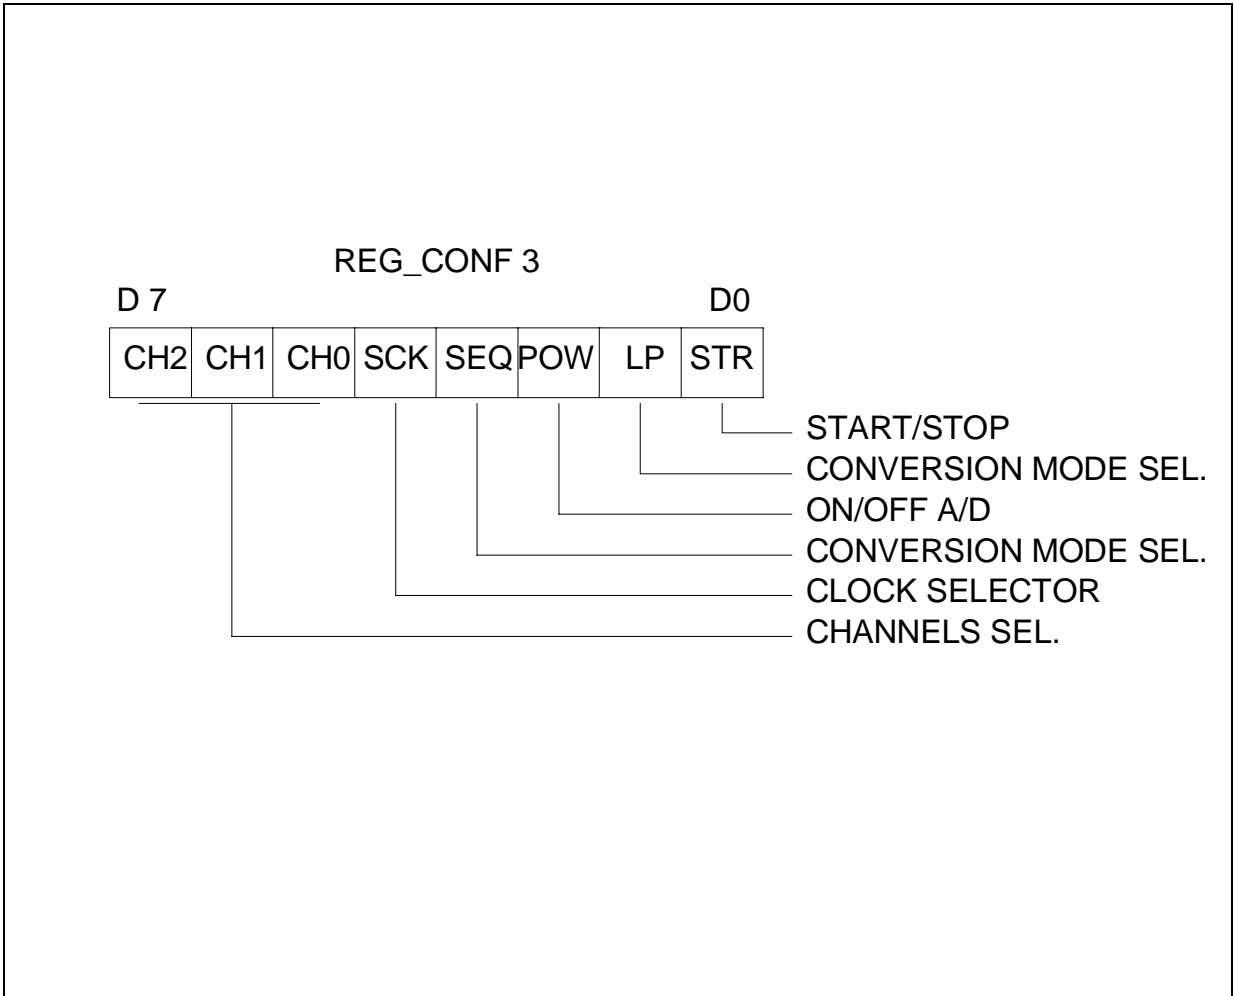 REG_CONF 3
D 7 D0
CH2 CH1 CH0 SCK SEQ POW LP STR
START/STOP
CONVERSION MODE SEL.
ON/OFF A/D
CONVERSION MODE SEL.
CLOCK SELECTOR
CHANNELS SEL.